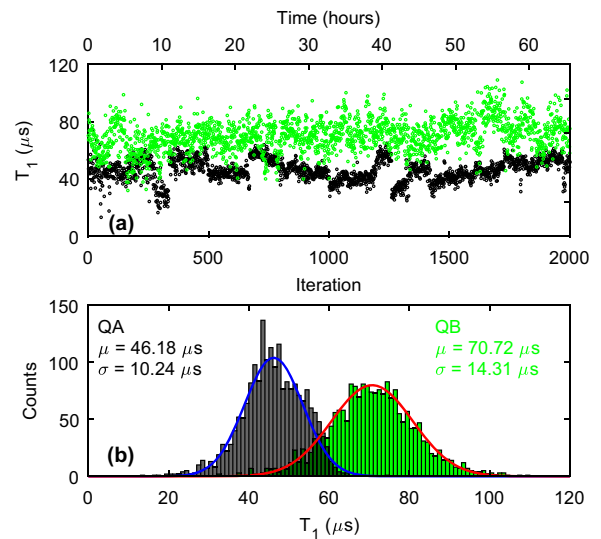 Time (hours)
0 10 20 30 40 50 60
120
80
40
0
T1 (μs)
(a)
0 500 1000 1500 2000
Iteration
150
100
50
0
Counts
QA
μ = 46.18 μs
σ = 10.24 μs
QB
μ = 70.72 μs
σ = 14.31 μs
(b)
0 20 40 60 80 100 120
T1 (μs)